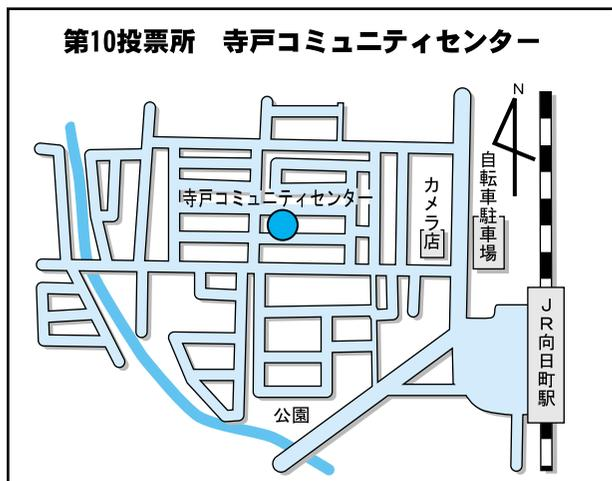 第10投票所　寺戸コミュニティセンター
N
自転車駐車場
カメラ店
寺戸コミュニティセンター
JR向日町駅
公園